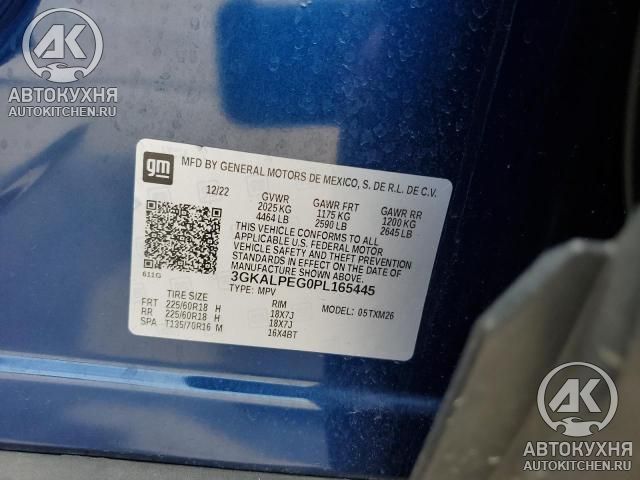 АК
АВТОКУХНЯ
AUTOKITCHEN.RU
gm
MFD BY GENERAL MOTORS DE MEXICO, S. DE R.L. DE C.V.
12/22
GVWR GAWR FRT GAWR RR
2025 KG 1175 KG 1200 KG
4464 LB 2590 LB 2645 LB
THIS VEHICLE CONFORMS TO ALL
APPLICABLE U.S. FEDERAL MOTOR
VEHICLE SAFETY AND THEFT PREVENTION
STANDARDS IN EFFECT ON THE DATE OF
MANUFACTURE SHOWN ABOVE.
611G
3GKALPEG0PL165445
TYPE: MPV
TIRE SIZE RIM MODEL: 05TXM26
FRT 225/60R18 H 18X7J
RR 225/60R18 H 18X7J
SPA T135/70R16 M 16X4BT
АК
АВТОКУХНЯ
AUTOKITCHEN.RU